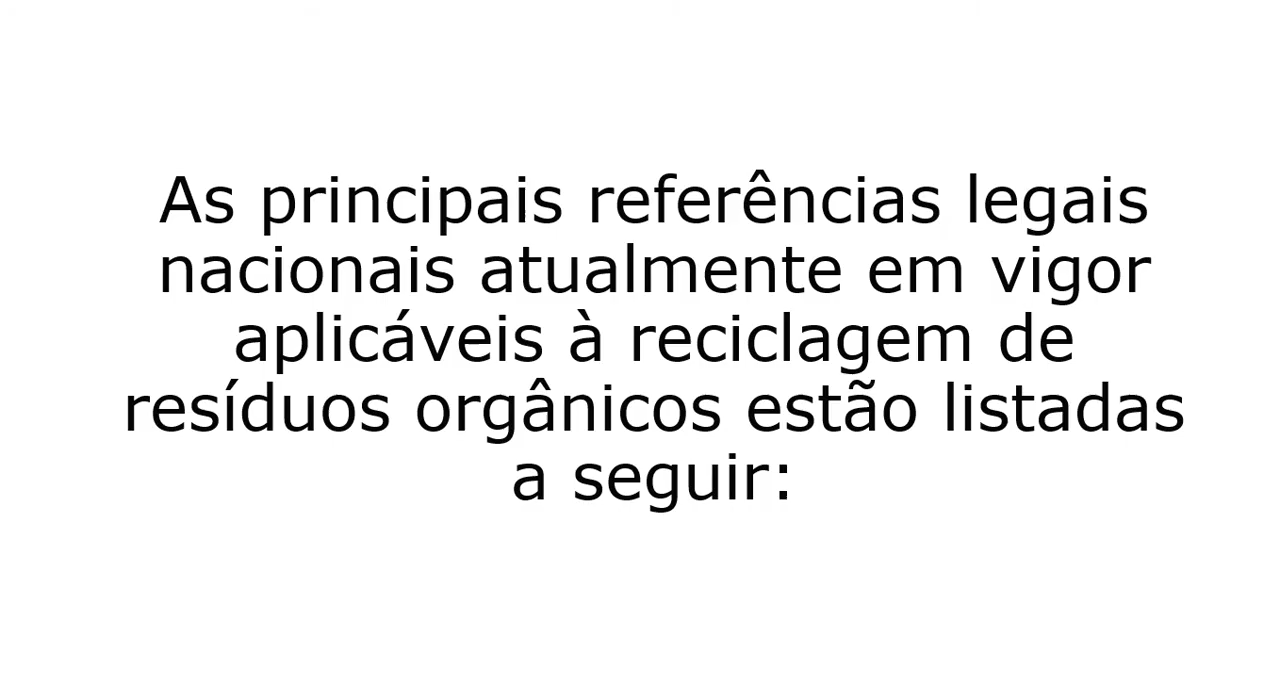 As principais referências legais
nacionais atualmente em vigor
aplicáveis à reciclagem de
resíduos orgânicos estão listadas
a seguir: